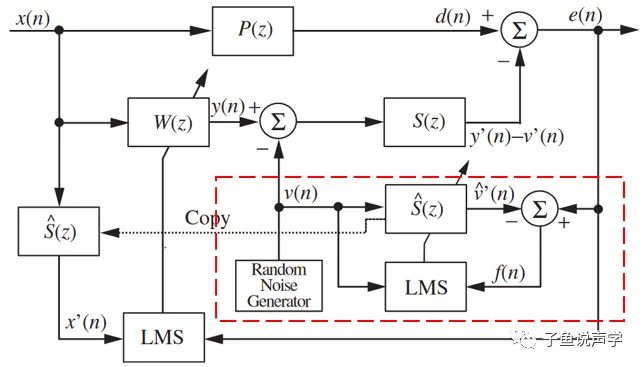 x(n)
P(z)
d(n)
+
Σ
e(n)
−
W(z)
y(n)
+
Σ
−
S(z)
y’(n)−v’(n)
v(n)
Ŝ(z)
v̂’(n)
−
Σ
+
Ŝ(z)
Copy
Random
Noise
Generator
LMS
f(n)
x’(n)
LMS
子鱼说声学